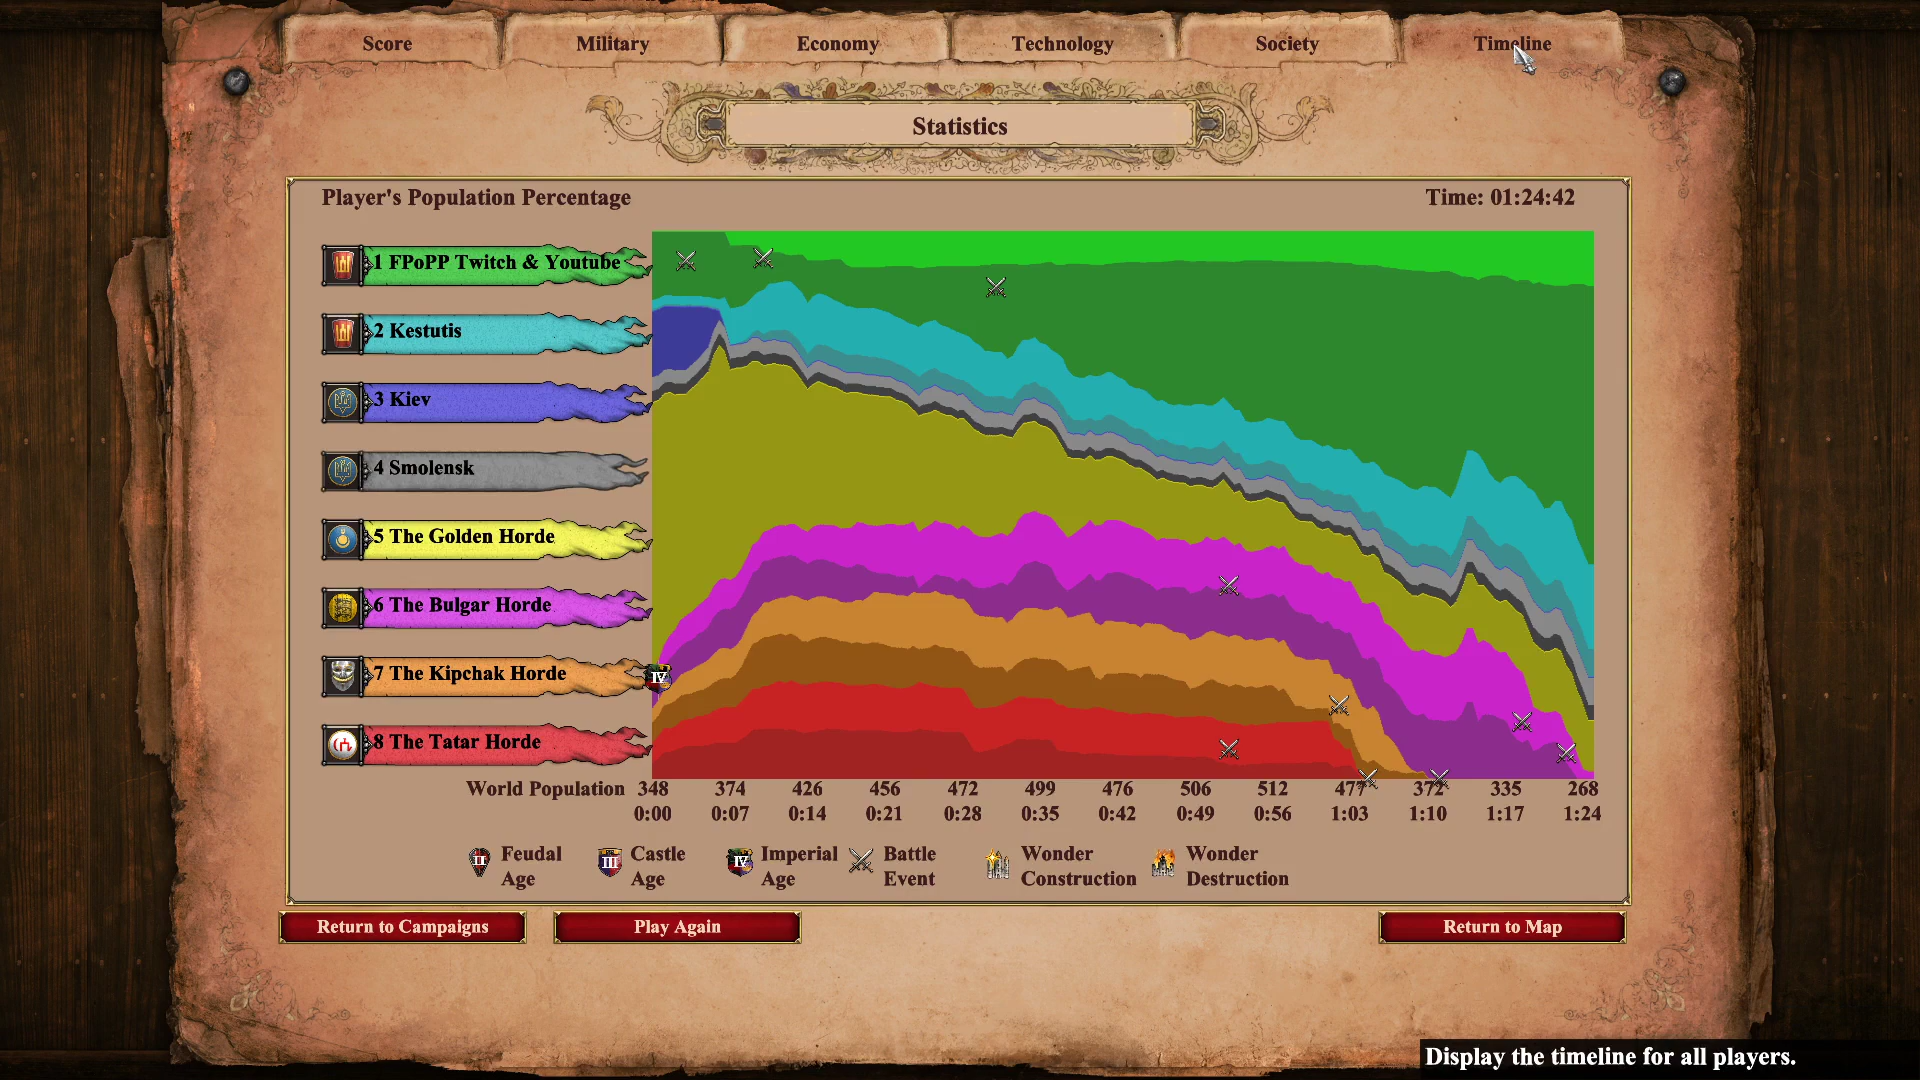 Score
Military
Economy
Technology
Society
Timeline
Statistics
Player's Population Percentage
Time: 01:24:42
1 FPoPP Twitch & Youtube
2 Kestutis
3 Kiev
4 Smolensk
5 The Golden Horde
6 The Bulgar Horde
7 The Kipchak Horde
IV
8 The Tatar Horde
World Population 348 374 426 456 472 499 476 506 512 477 372 335 268
0:00 0:07 0:14 0:21 0:28 0:35 0:42 0:49 0:56 1:03 1:10 1:17 1:24
II Feudal Age
III Castle Age
IV Imperial Age
Battle Event
Wonder Construction
Wonder Destruction
Return to Campaigns
Play Again
Return to Map
Display the timeline for all players.